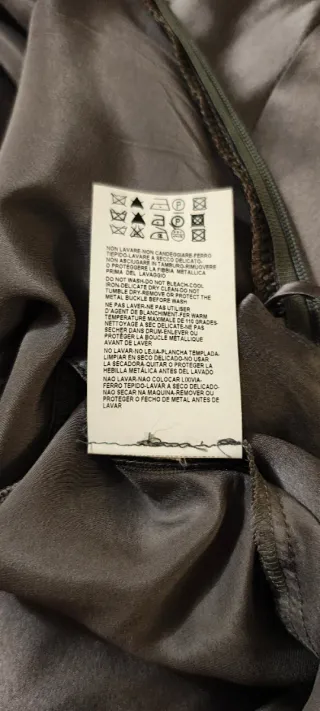 NON LAVARE-NON CANDEGGIARE-FERRO
TIEPIDO-LAVARE A SECCO DELICATO-
NON ASCIUGARE IN TAMBURO-RIMUOVERE
O PROTEGGERE LA FIBBIA METALLICA
PRIMA DEL LAVAGGIO
DO NOT WASH-DO NOT BLEACH-COOL
IRON-DELICATE DRY CLEAN-DO NOT
TUMBLE DRY-REMOVE OR PROTECT THE
METAL BUCKLE BEFORE WASH
NE PAS LAVER-NE PAS UTILISER
D'AGENT DE BLANCHIMENT-FER WARM
TEMPERATURE MAXIMALE DE 110 GRADES-
NETTOYAGE A SEC DELICATE-NE PAS
SECHER DANS DRUM-ENLEVER OU
PROTÉGER LA BOUCLE MÉTALLIQUE
AVANT DE LAVER
NO LAVAR-NO LEJIA-PLANCHA TEMPLADA-
LIMPIAR EN SECO DELICADO-NO USAR
LA SECADORA-QUITAR O PROTEGER LA
HEBILLA METÁLICA ANTES DEL LAVADO
NAO LAVAR-NAO COLOCAR LIXIVIA-
FERRO TEPIDO-LAVAR A SECO DELICADO-
NAO SECAR NA MAQUINA-REMOVER OU
PROTEGER O FECHO DE METAL ANTES DE
LAVAR